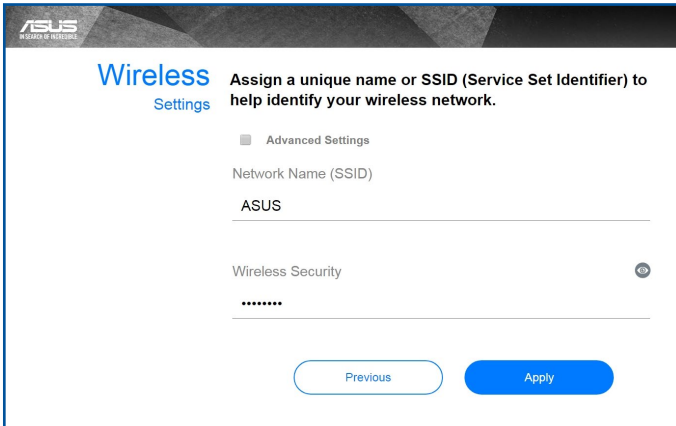 ASUS
IN SEARCH OF INCREDIBLE
Wireless
Settings
Assign a unique name or SSID (Service Set Identifier) to
help identify your wireless network.
Advanced Settings
Network Name (SSID)
ASUS
Wireless Security
••••••••
Previous
Apply